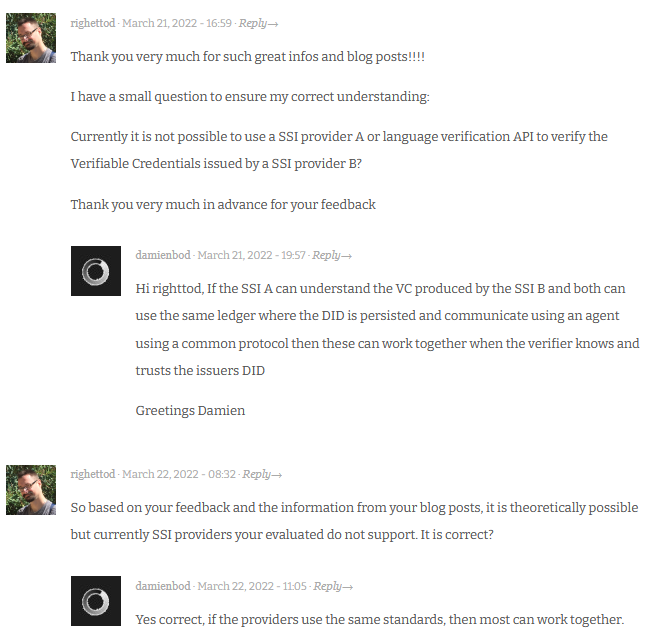 righettod · March 21, 2022 - 16:59 · Reply→
Thank you very much for such great infos and blog posts!!!!
I have a small question to ensure my correct understanding:
Currently it is not possible to use a SSI provider A or language verification API to verify the
Verifiable Credentials issued by a SSI provider B?
Thank you very much in advance for your feedback
damienbod · March 21, 2022 - 19:57 · Reply→
Hi righttod, If the SSI A can understand the VC produced by the SSI B and both can
use the same ledger where the DID is persisted and communicate using an agent
using a common protocol then these can work together when the verifier knows and
trusts the issuers DID
Greetings Damien
righettod · March 22, 2022 - 08:32 · Reply→
So based on your feedback and the information from your blog posts, it is theoretically possible
but currently SSI providers your evaluated do not support. It is correct?
damienbod · March 22, 2022 - 11:05 · Reply→
Yes correct, if the providers use the same standards, then most can work together.